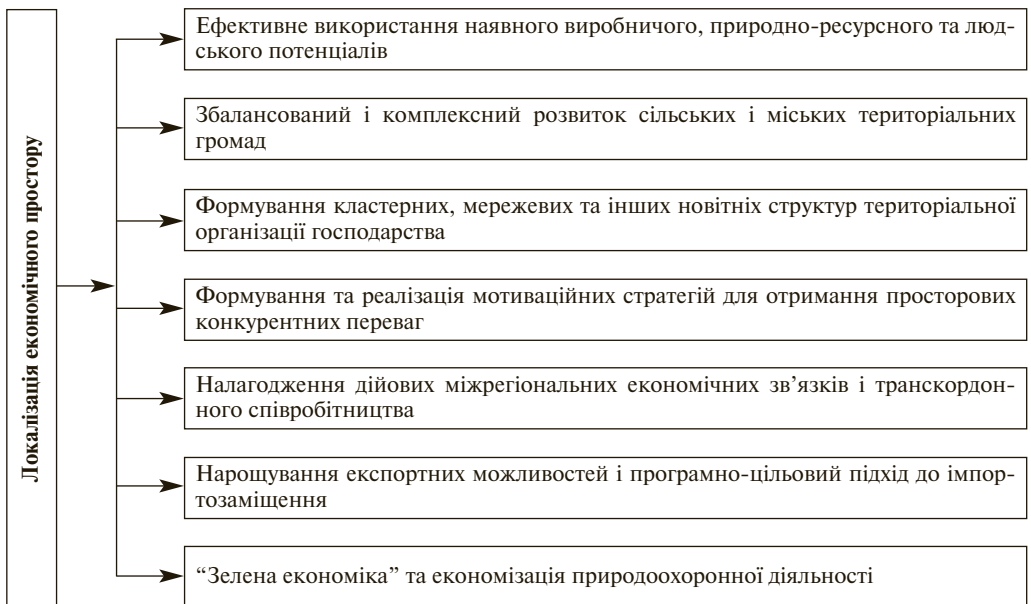 Локалізація економічного простору
Ефективне використання наявного виробничого, природно-ресурсного та люд-
ського потенціалів
Збалансований і комплексний розвиток сільських і міських територіальних
громад
Формування кластерних, мережевих та інших новітніх структур територіальної
організації господарства
Формування та реалізація мотиваційних стратегій для отримання просторових
конкурентних переваг
Налагодження дійових міжрегіональних економічних зв’язків і транскордон-
ного співробітництва
Нарощування експортних можливостей і програмно-цільовий підхід до імпор-
тозаміщення
“Зелена економіка” та економізація природоохоронної діяльності